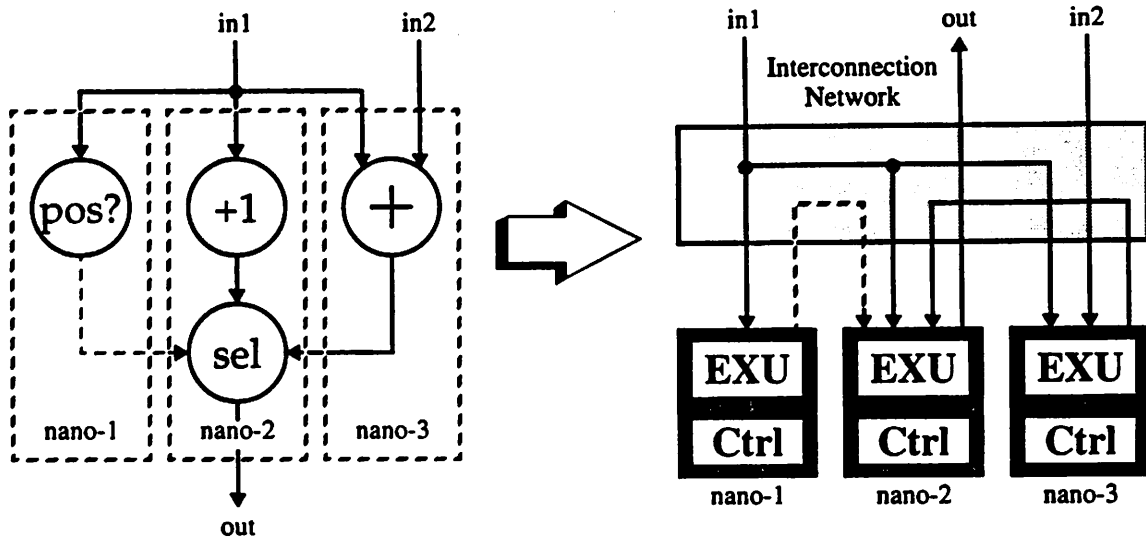 in1
in2
pos?
+1
+
sel
nano-1
nano-2
nano-3
out
in1
out
in2
Interconnection
Network
EXU
EXU
EXU
Ctrl
Ctrl
Ctrl
nano-1
nano-2
nano-3